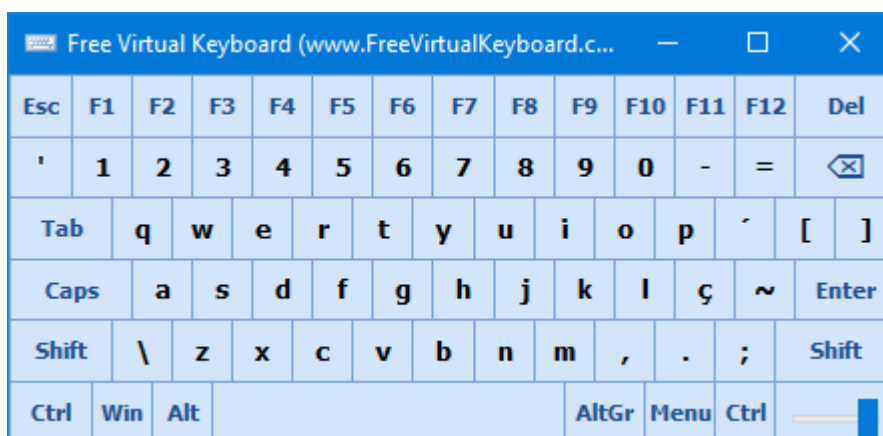 Free Virtual Keyboard (www.FreeVirtualKeyboard.c...
Esc F1 F2 F3 F4 F5 F6 F7 F8 F9 F10 F11 F12 Del
' 1 2 3 4 5 6 7 8 9 0 - =
Tab q w e r t y u i o p ´ [ ]
Caps a s d f g h j k l ç ~ Enter
Shift \ z x c v b n m , . ; Shift
Ctrl Win Alt AltGr Menu Ctrl